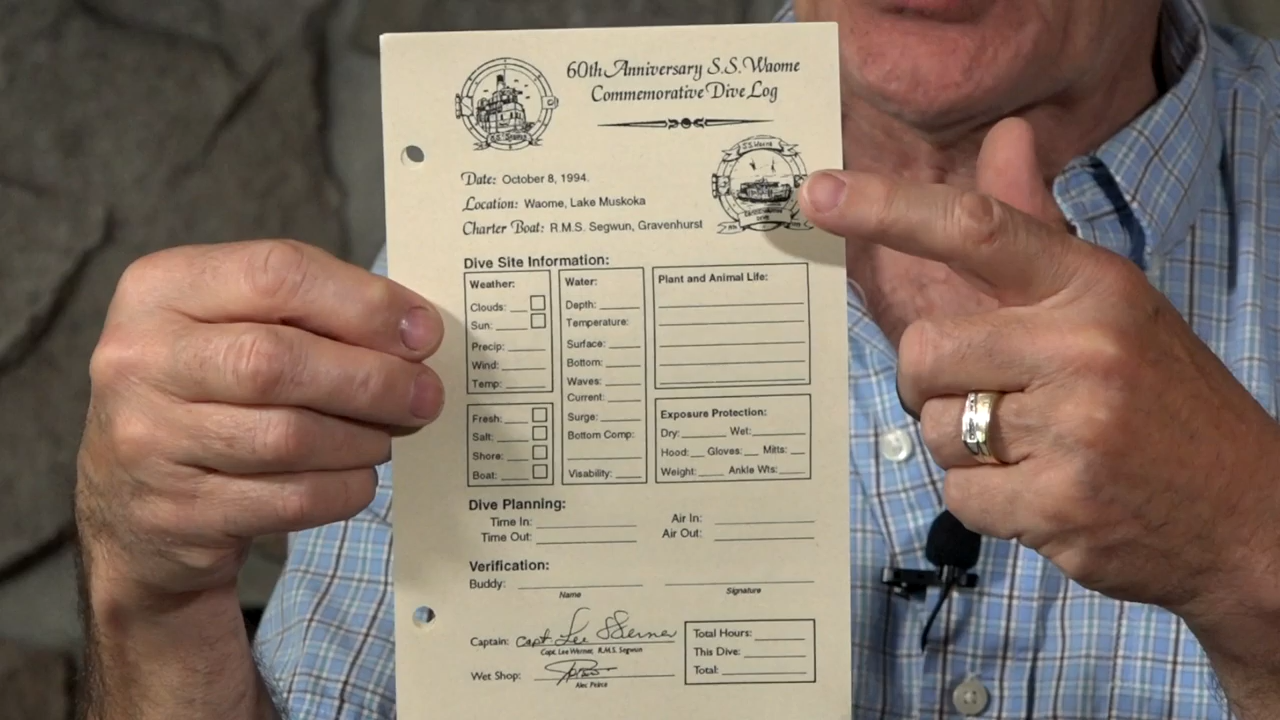 60th Anniversary S.S. Waome
Commemorative Dive Log
S.S. Waome
Date: October 8, 1994.
Location: Waome, Lake Muskoka
Charter Boat: R.M.S. Segwun, Gravenhurst
Dive Site Information:
Weather:
Clouds:
Sun:
Precip:
Wind:
Temp:
Fresh:
Salt:
Shore:
Boat:
Water:
Depth:
Temperature:
Surface:
Bottom:
Waves:
Current:
Surge:
Bottom Comp:
Visability:
Plant and Animal Life:
Exposure Protection:
Dry: Wet:
Hood: Gloves: Mitts:
Weight: Ankle Wts:
Dive Planning:
Time In: Air In:
Time Out: Air Out:
Verification:
Buddy:
Name Signature
Captain: Capt. Lee Werner
Capt. Lee Werner, R.M.S. Segwun
Wet Shop:
Alec Peirce
Total Hours:
This Dive:
Total: